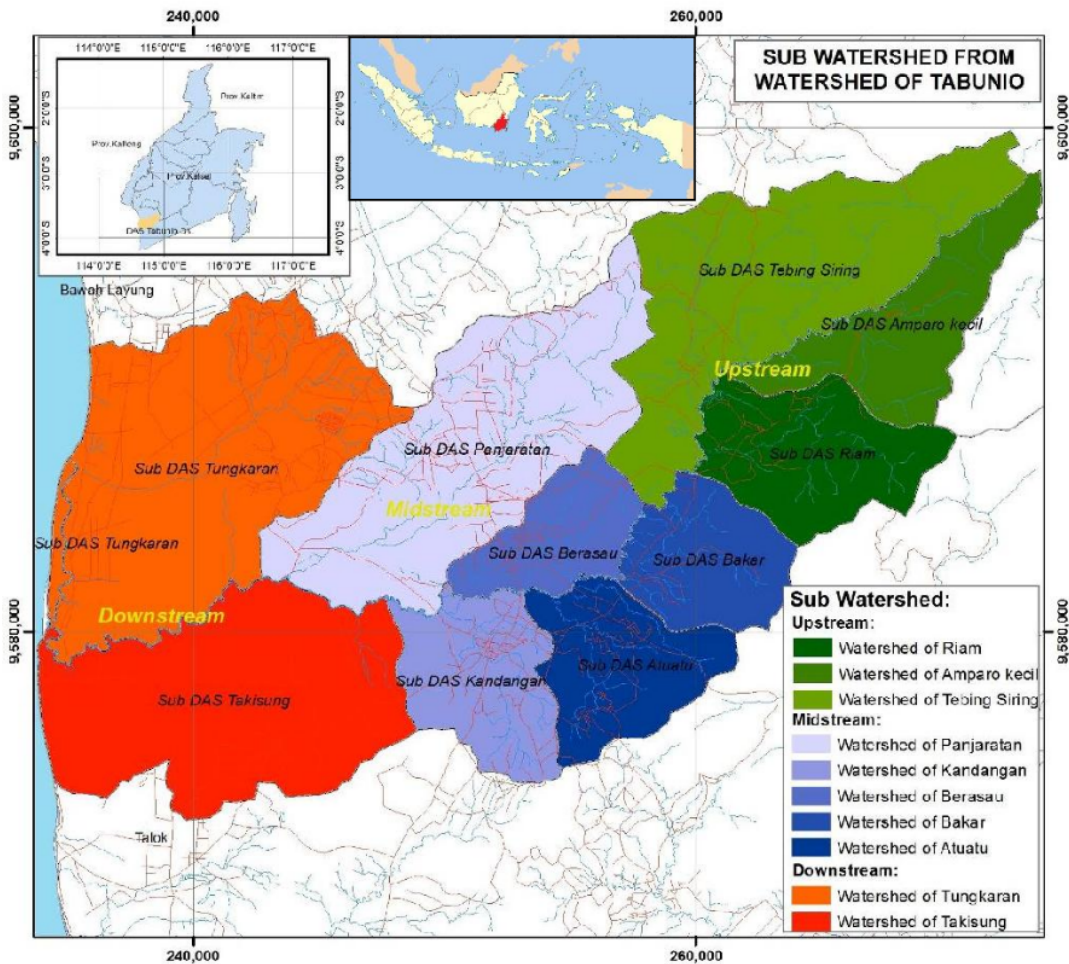 240,000
260,000
114°0'0"E
115°0'0"E
116°0'0"E
117°0'0"E
SUB WATERSHED FROM
WATERSHED OF TABUNIO
Prov.Kaltim
2°0'0"S
2°0'0"S
9,600,000
9,600,000
Prov.Kalteng
Prov.Kalsel
3°0'0"S
3°0'0"S
DAS Tabunio
4°0'0"S
4°0'0"S
114°0'0"E
115°0'0"E
116°0'0"E
117°0'0"E
Bawah Layung
Sub DAS Tebing Siring
Sub DAS Amparo kecil
Upstream
Sub DAS Panjaratan
Sub DAS Riam
Sub DAS Tungkaran
Midstream
Sub DAS Tungkaran
Sub DAS Berasau
Sub DAS Bakar
Downstream
9,580,000
9,580,000
Sub DAS Atuatu
Sub DAS Kandangan
Sub DAS Takisung
Talok
Sub Watershed:
Upstream:
Watershed of Riam
Watershed of Amparo kecil
Watershed of Tebing Siring
Midstream:
Watershed of Panjaratan
Watershed of Kandangan
Watershed of Berasau
Watershed of Bakar
Watershed of Atuatu
Downstream:
Watershed of Tungkaran
Watershed of Takisung
240,000
260,000